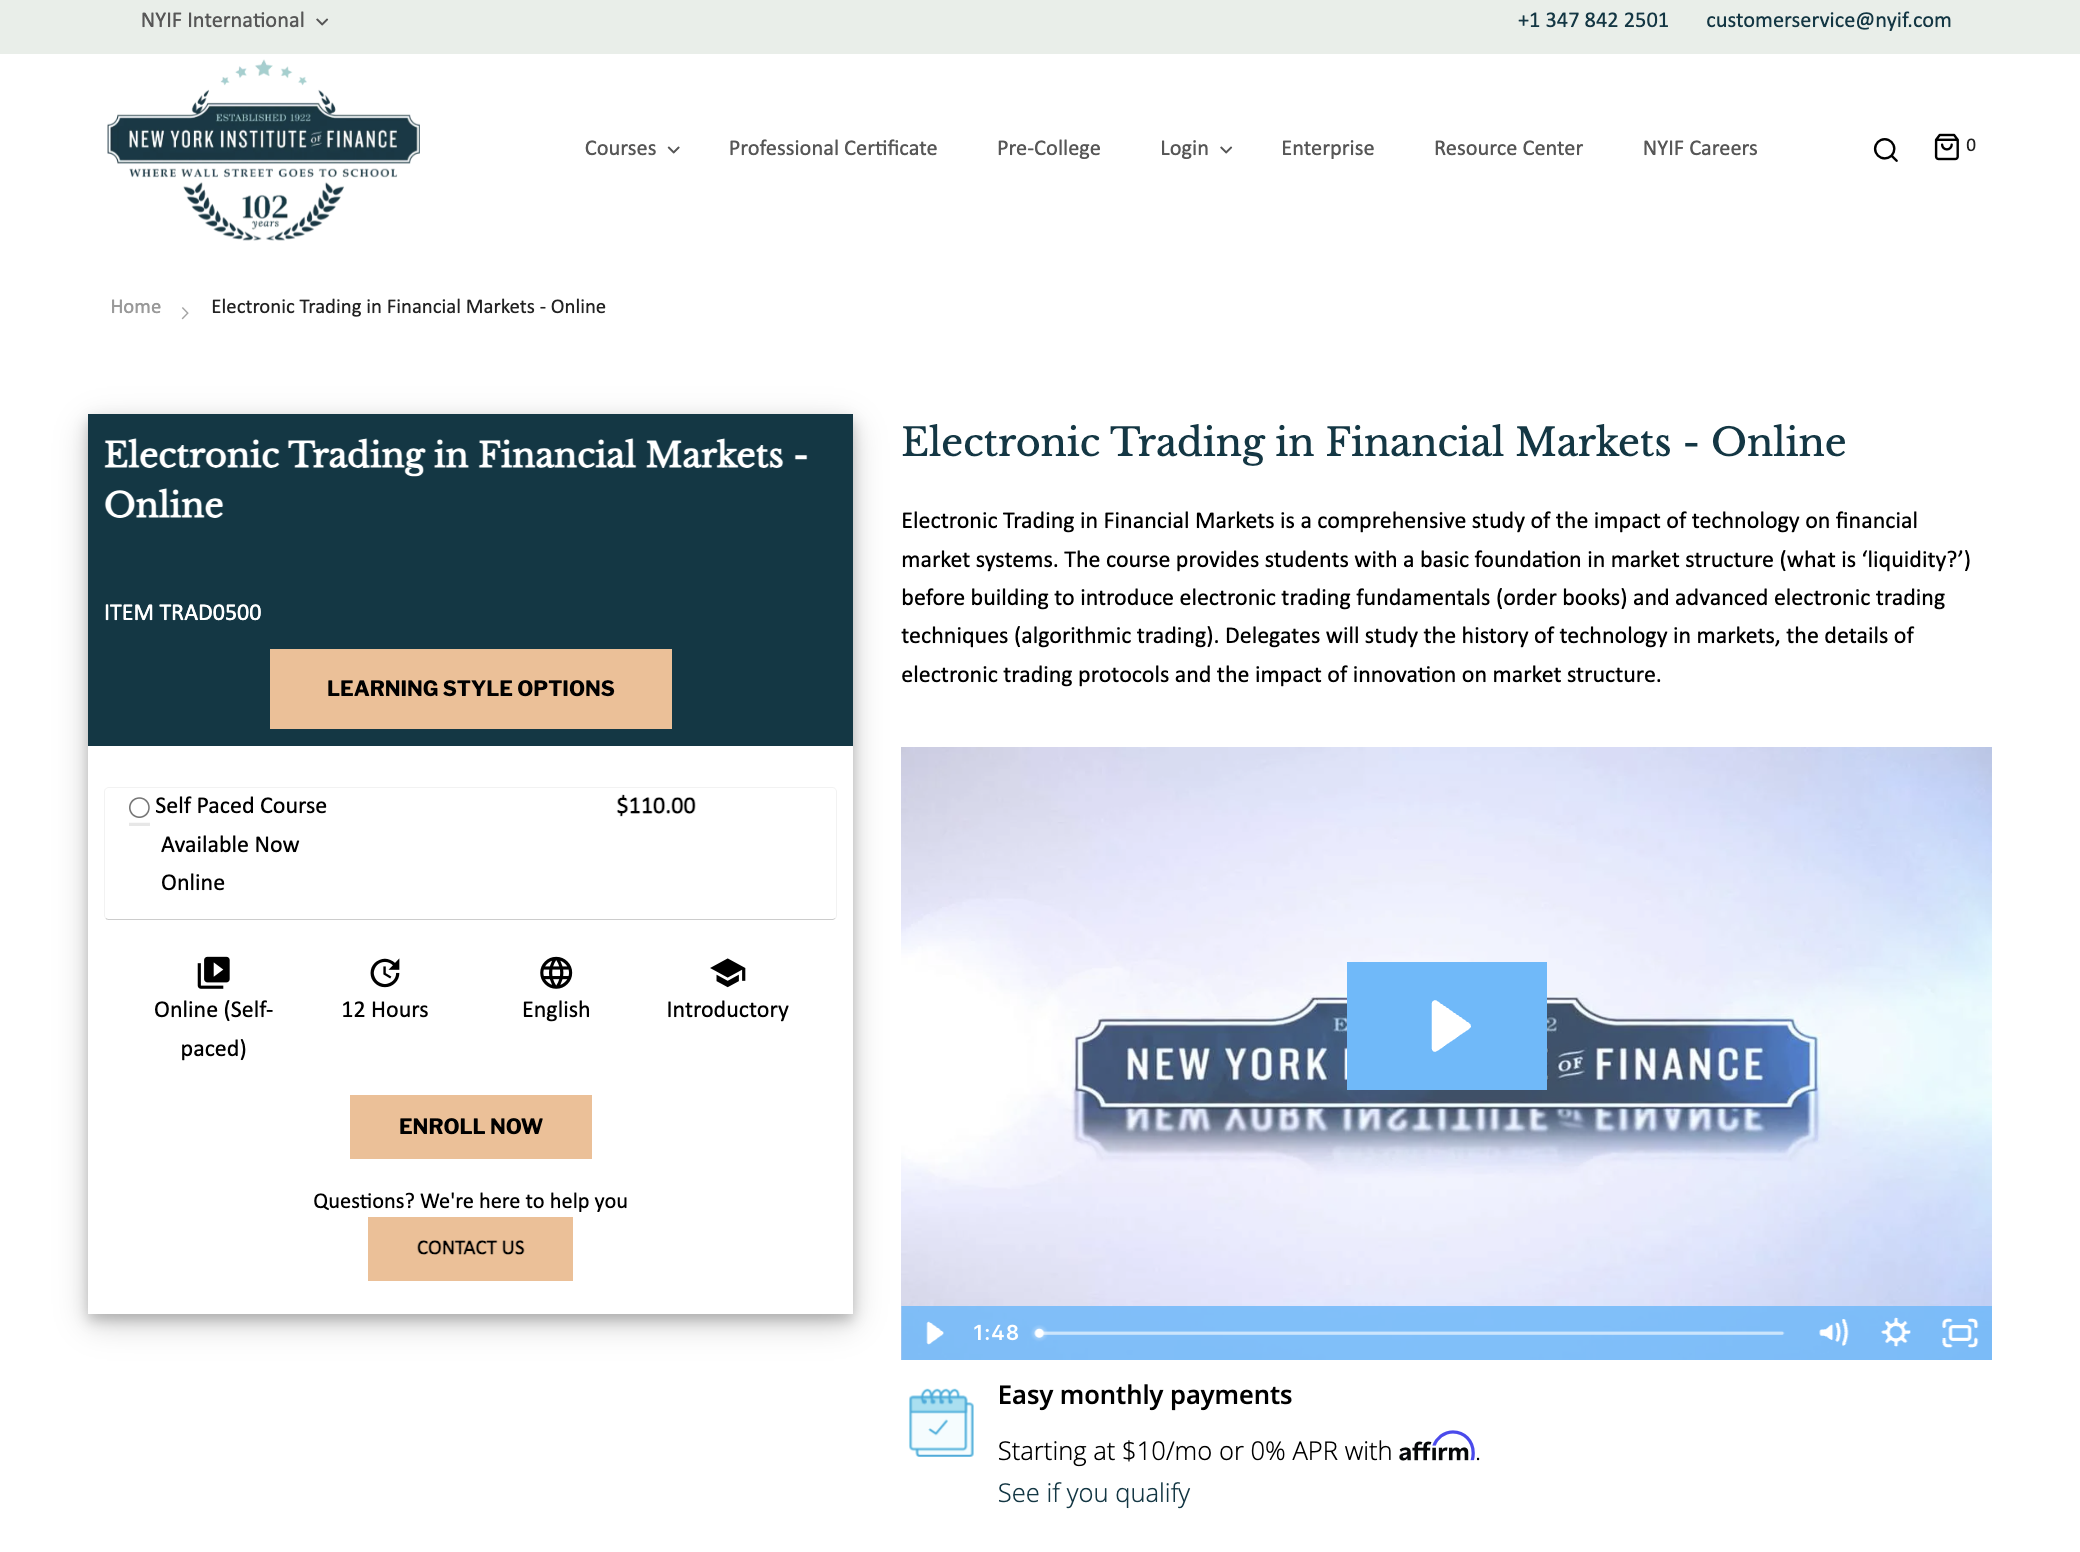 NYIF International
+1 347 842 2501
customerservice@nyif.com
ESTABLISHED 1922
NEW YORK INSTITUTE OF FINANCE
WHERE WALL STREET GOES TO SCHOOL
102
years
Courses
Professional Certificate
Pre-College
Login
Enterprise
Resource Center
NYIF Careers
0
Home
Electronic Trading in Financial Markets - Online
Electronic Trading in Financial Markets -
Online
ITEM TRAD0500
LEARNING STYLE OPTIONS
Self Paced Course
$110.00
Available Now
Online
Online (Self-
paced)
12 Hours
English
Introductory
ENROLL NOW
Questions? We're here to help you
CONTACT US
Electronic Trading in Financial Markets - Online
Electronic Trading in Financial Markets is a comprehensive study of the impact of technology on financial
market systems. The course provides students with a basic foundation in market structure (what is ‘liquidity?’)
before building to introduce electronic trading fundamentals (order books) and advanced electronic trading
techniques (algorithmic trading). Delegates will study the history of technology in markets, the details of
electronic trading protocols and the impact of innovation on market structure.
NEW YORK OF FINANCE
1:48
Easy monthly payments
Starting at $10/mo or 0% APR with affirm.
See if you qualify